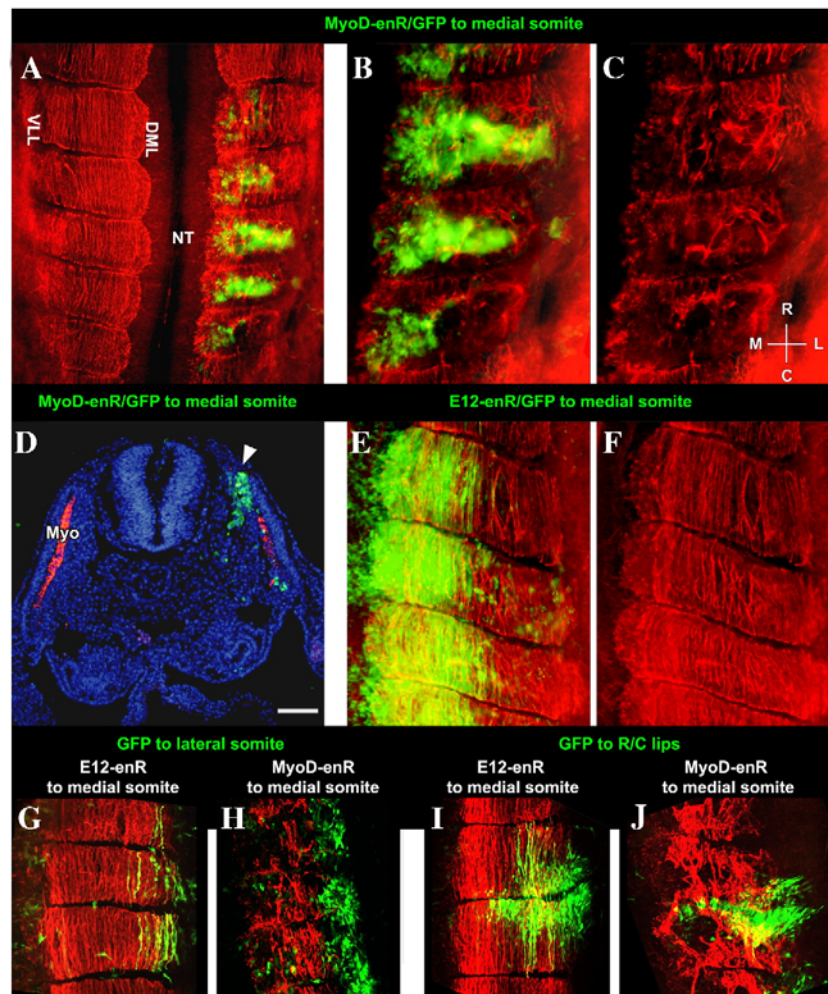 MyoD-enR/GFP to medial somite
A
B
C
VLL
DML
NT
R
M
L
C
MyoD-enR/GFP to medial somite
E12-enR/GFP to medial somite
D
E
F
Myo
GFP to lateral somite
GFP to R/C lips
E12-enR
to medial somite
MyoD-enR
to medial somite
E12-enR
to medial somite
MyoD-enR
to medial somite
G
H
I
J